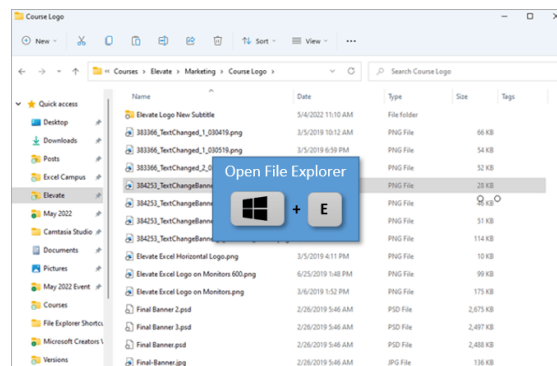 Course Logo
New
Sort
View
Courses > Elevate > Marketing > Course Logo >
Search Course Logo
Name Date Type Size Tags
Quick access
Desktop
Downloads
Posts
Excel Campus
Elevate
May 2022
Camtasia Studio
Documents
Pictures
May 2022 Event
Courses
File Explorer Shortcu
Microsoft Creators
Versions
Elevate Logo New Subtitle 5/4/2022 11:10 AM File folder
383366_TextChanged_1_030419.png 3/5/2019 10:12 AM PNG File 66 KB
383366_TextChanged_1_030519.png 3/5/2019 6:59 PM PNG File 54 KB
383366_TextChanged_2_0 PNG File 52 KB
384253_TextChangeBanne PNG File 28 KB
384253_TextChangeBanne PNG File KB
384253_TextChangeBanne PNG File 51 KB
384253_TextChangeBanne PNG File 114 KB
Elevate Excel Horizontal Logo.png 3/5/2019 4:11 PM PNG File 10 KB
Elevate Excel Logo on Monitors 600.png 6/25/2019 1:48 PM PNG File 99 KB
Elevate Excel Logo on Monitors.png 3/6/2019 1:52 PM PNG File 175 KB
Final Banner 2.psd 2/26/2019 5:46 AM PSD File 2,675 KB
Final Banner 3.psd 2/26/2019 5:46 AM PSD File 2,497 KB
Final Banner.psd 2/26/2019 5:46 AM PSD File 2,488 KB
Final-Banner.jpg 2/26/2019 5:46 AM JPG File 136 KB
Open File Explorer
+ E